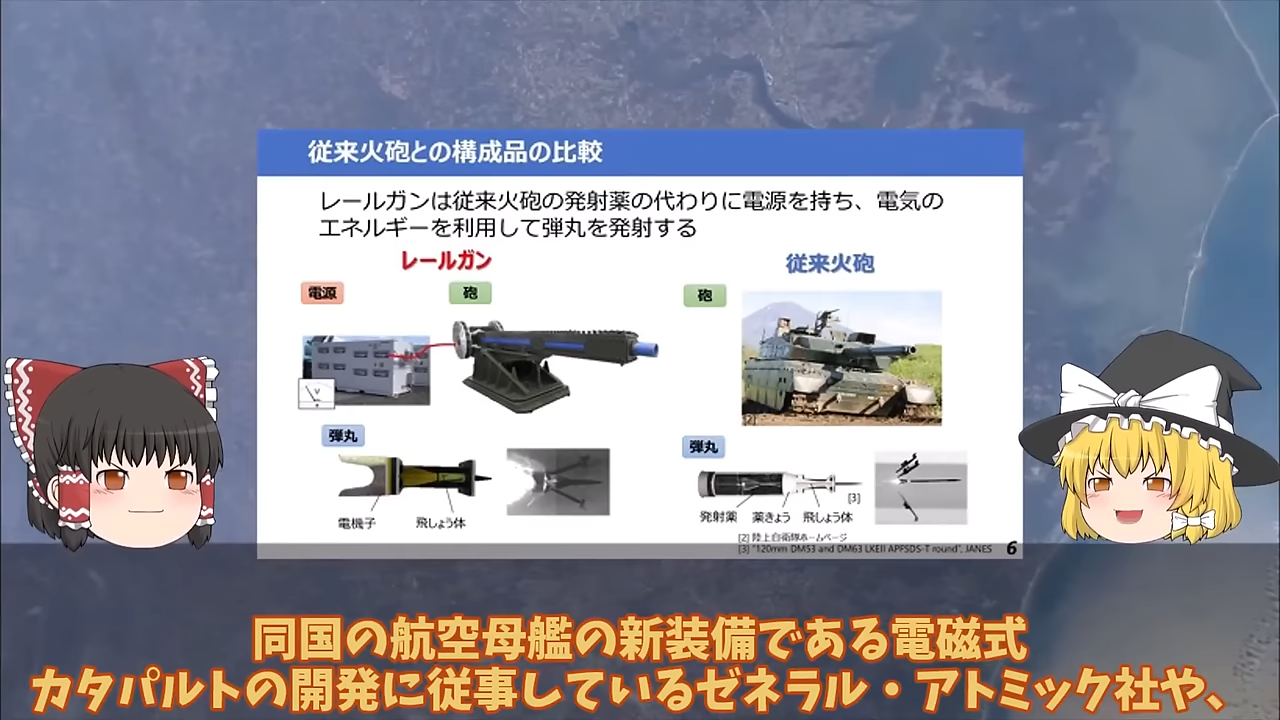 従来火砲との構成品の比較
レールガンは従来火砲の発射薬の代わりに電源を持ち、電気の
エネルギーを利用して弾丸を発射する
レールガン
従来火砲
電源
砲
砲
弾丸
弾丸
電機子
飛しょう体
発射薬
薬きょう
飛しょう体
[3]
[2] 陸上自衛隊ホームページ
[3] "120mm DM53 and DM63 LKEII APFSDS-T round", JANES
6
同国の航空母艦の新装備である電磁式
カタパルトの開発に従事しているゼネラル・アトミック社や、